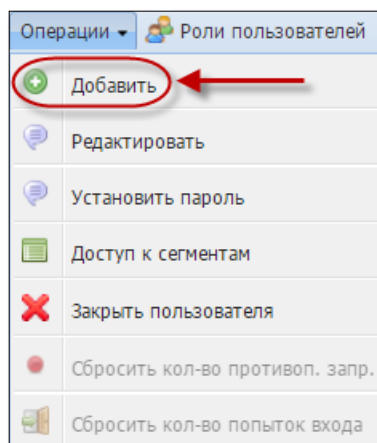 Операции Роли пользователей
Добавить
Редактировать
Установить пароль
Доступ к сегментам
Закрыть пользователя
Сбросить кол-во противоп. запр.
Сбросить кол-во попыток входа